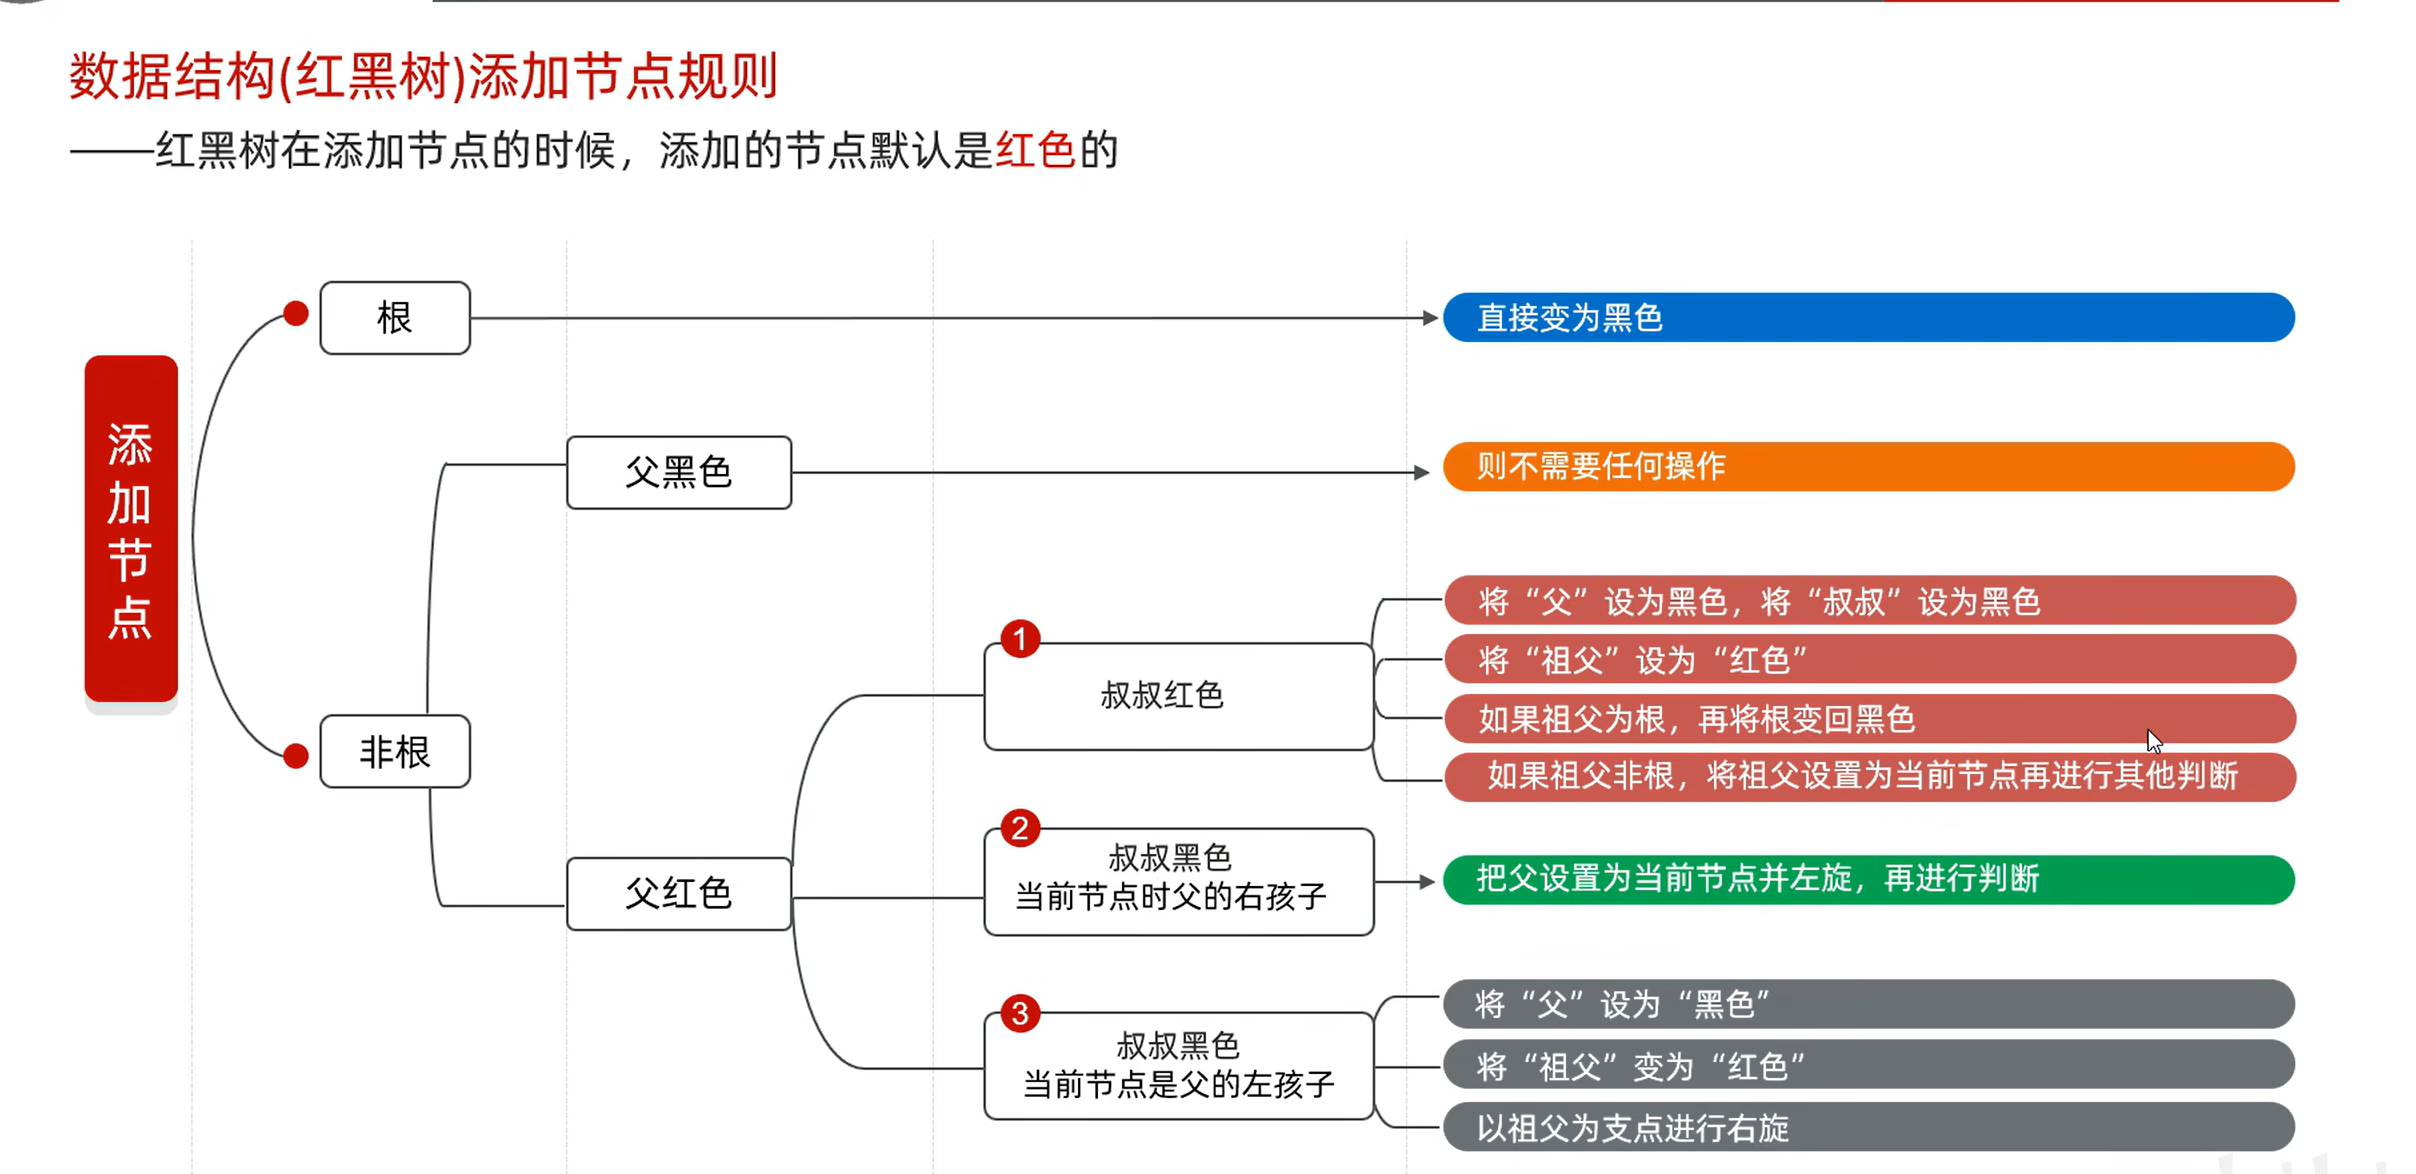 数据结构(红黑树)添加节点规则
——红黑树在添加节点的时候，添加的节点默认是红色的
添加节点
根
直接变为黑色
非根
父黑色
则不需要任何操作
父红色
1
叔叔红色
将“父”设为黑色，将“叔叔”设为黑色
将“祖父”设为“红色”
如果祖父为根，再将根变回黑色
如果祖父非根，将祖父设置为当前节点再进行其他判断
2
叔叔黑色
当前节点时父的右孩子
把父设置为当前节点并左旋，再进行判断
3
叔叔黑色
当前节点是父的左孩子
将“父”设为“黑色”
将“祖父”变为“红色”
以祖父为支点进行右旋